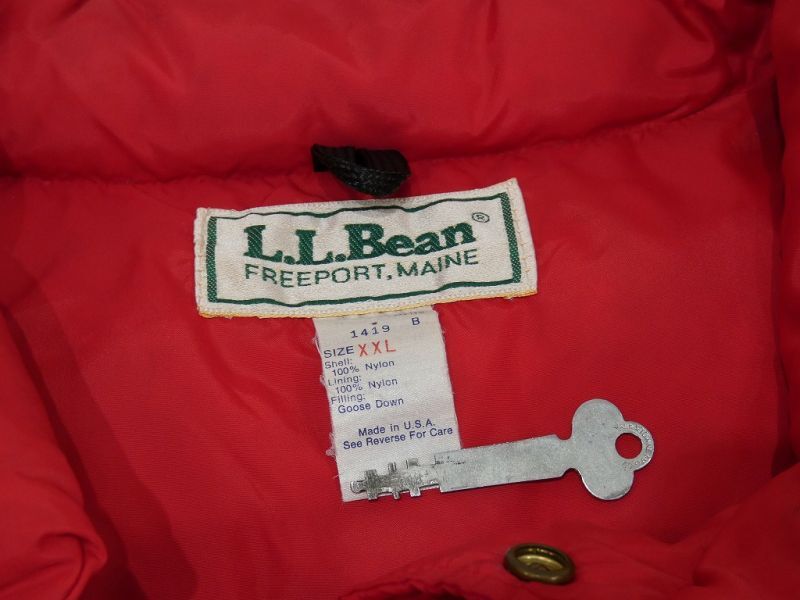 L.L.Bean®
FREEPORT, MAINE
1419 B
SIZE XXL
Shell:
100% Nylon
Lining:
100% Nylon
Filling:
Goose Down
Made in U.S.A.
See Reverse For Care